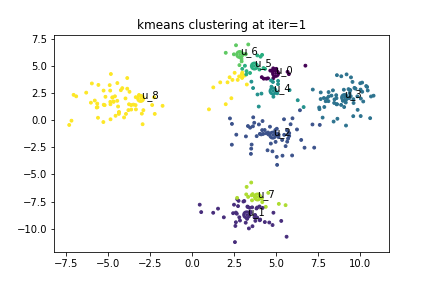 kmeans clustering at iter=1
7.5
5.0
2.5
0.0
−2.5
−5.0
−7.5
−10.0
u_6
u_5
u_0
u_4
u_8
u_3
u_2
u_7
u_1
−7.5 −5.0 −2.5 0.0 2.5 5.0 7.5 10.0